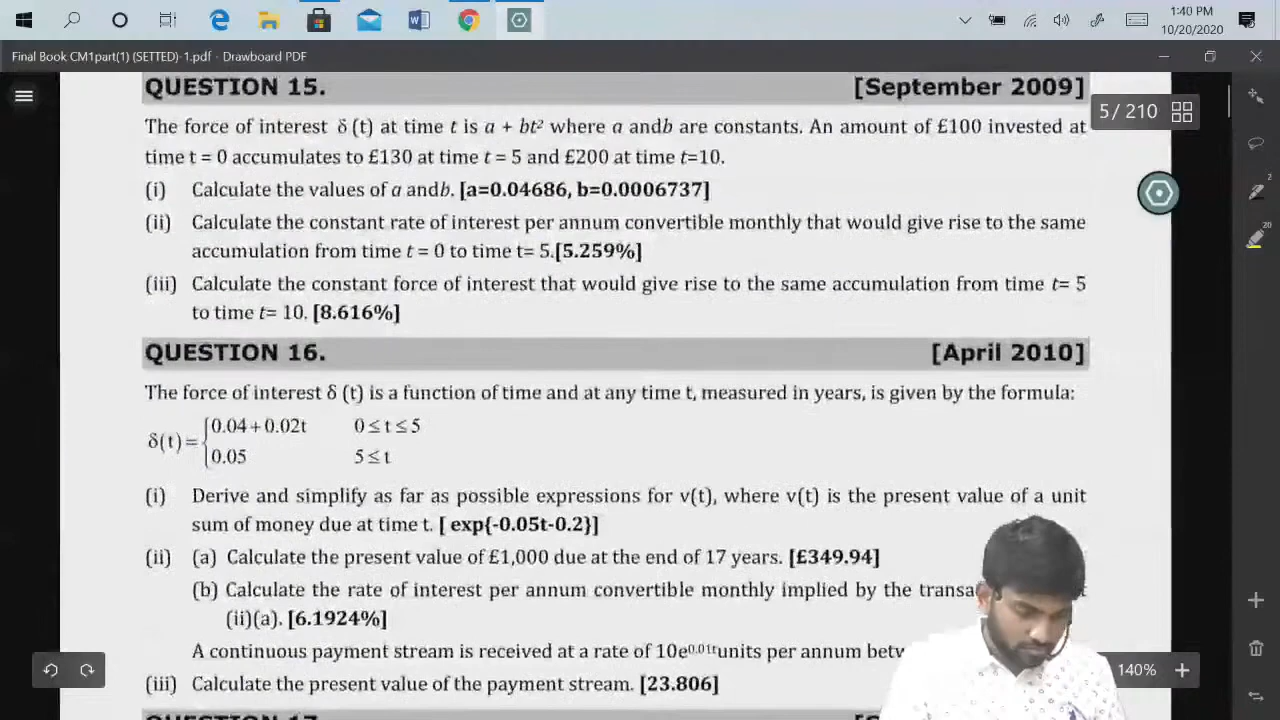 1:40 PM
10/20/2020
Final Book CM1part(1) (SETTED)-1.pdf - Drawboard PDF
QUESTION 15. [September 2009]
5 / 210
The force of interest δ (t) at time t is a + bt² where a andb are constants. An amount of £100 invested at
time t = 0 accumulates to £130 at time t = 5 and £200 at time t=10.
(i) Calculate the values of a andb. [a=0.04686, b=0.0006737]
(ii) Calculate the constant rate of interest per annum convertible monthly that would give rise to the same
accumulation from time t = 0 to time t= 5.[5.259%]
(iii) Calculate the constant force of interest that would give rise to the same accumulation from time t= 5
to time t= 10. [8.616%]
QUESTION 16. [April 2010]
The force of interest δ (t) is a function of time and at any time t, measured in years, is given by the formula:
δ(t) = { 0.04 + 0.02t 0 ≤ t ≤ 5
0.05 5 ≤ t
(i) Derive and simplify as far as possible expressions for v(t), where v(t) is the present value of a unit
sum of money due at time t. [ exp{-0.05t-0.2}]
(ii) (a) Calculate the present value of £1,000 due at the end of 17 years. [£349.94]
(b) Calculate the rate of interest per annum convertible monthly implied by the
(ii)(a). [6.1924%]
A continuous payment stream is received at a rate of 10e^0.01t units per annum
(iii) Calculate the present value of the payment stream. [23.806]
140%
QUESTION 17
2
20